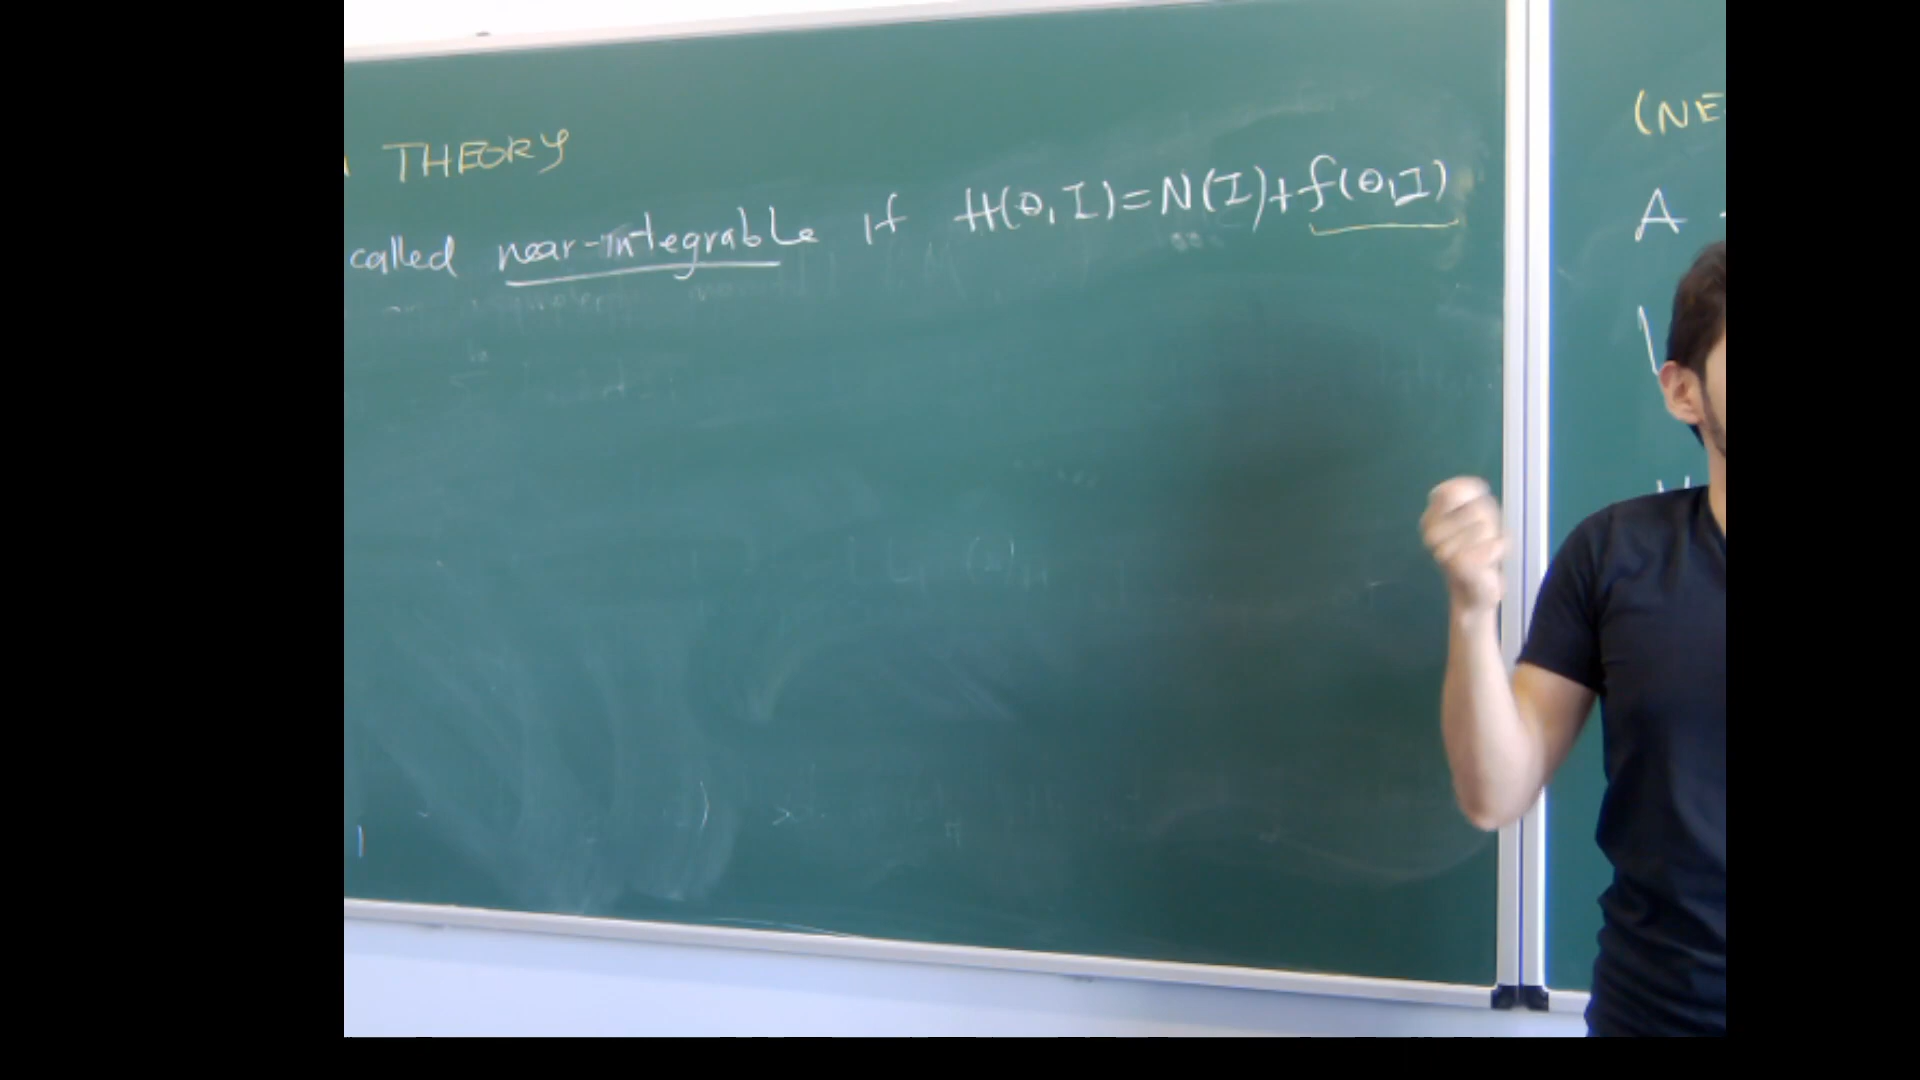 THEORY
called near-integrable if H(θ, I) = N(I) + f(θ, I)
(NE
A